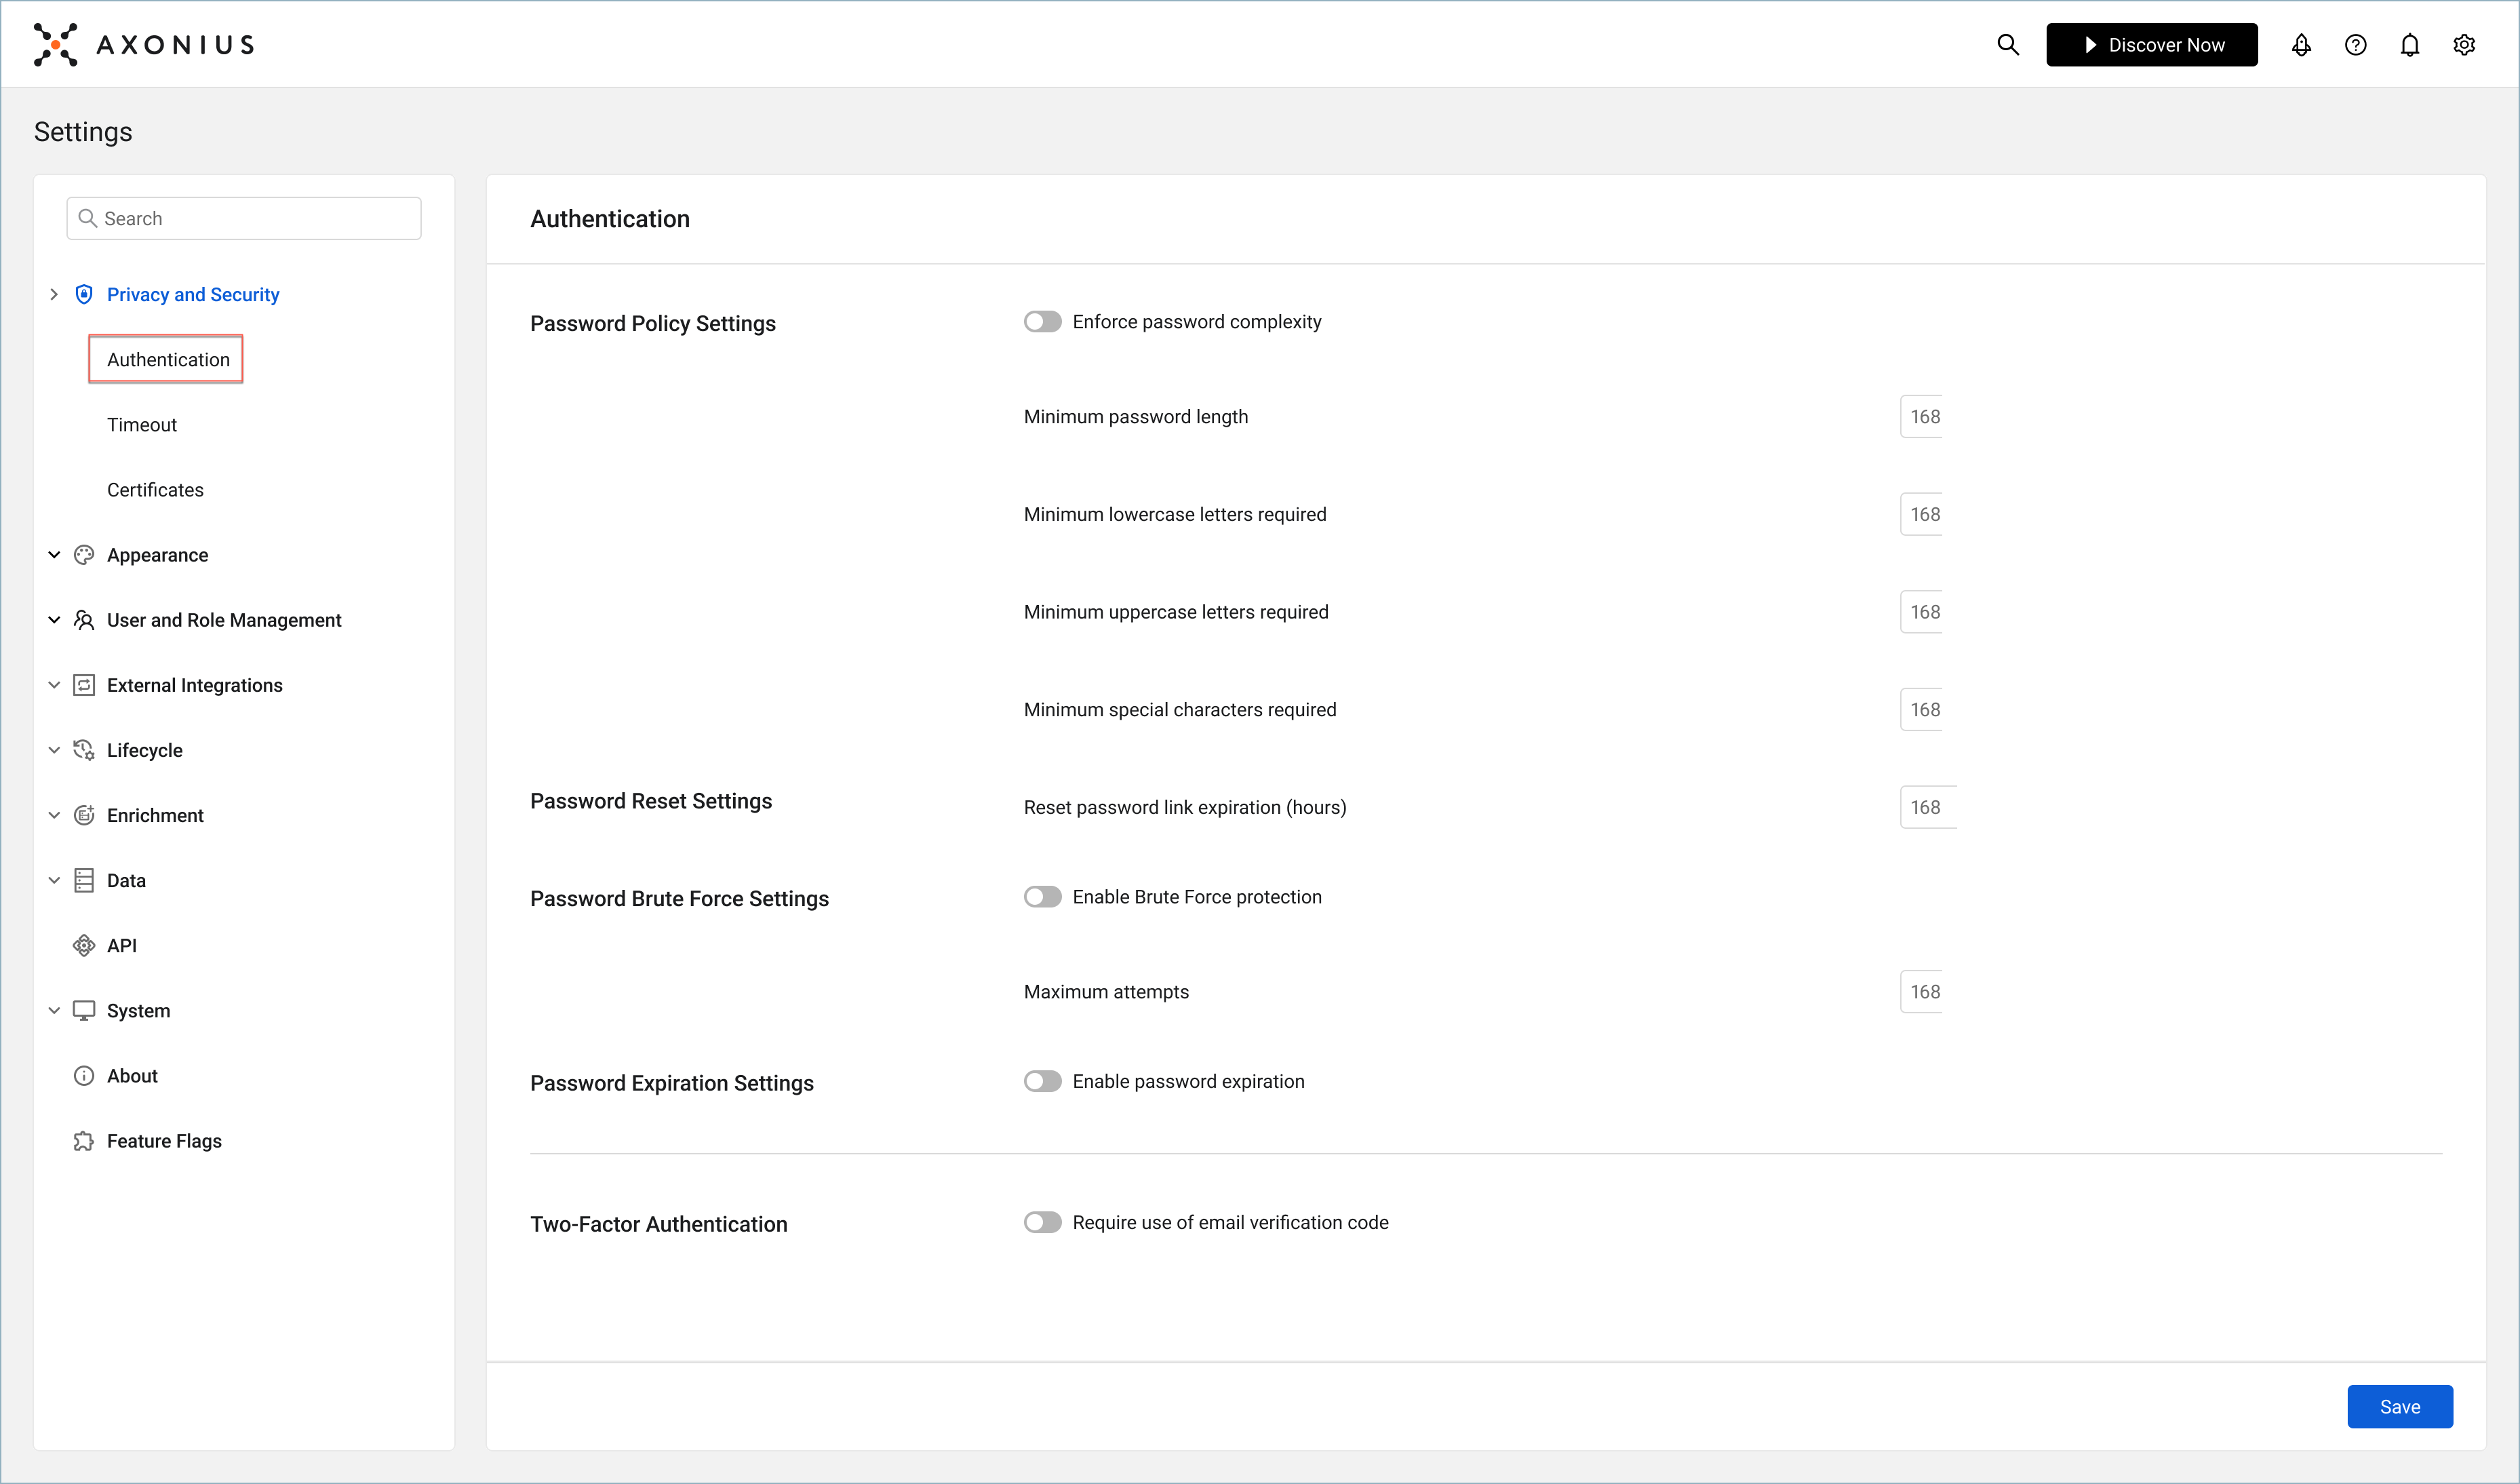 AXONIUS
Discover Now
Settings
Search
Privacy and Security
Authentication
Timeout
Certificates
Appearance
User and Role Management
External Integrations
Lifecycle
Enrichment
Data
API
System
About
Feature Flags
Authentication
Password Policy Settings
Enforce password complexity
Minimum password length 168
Minimum lowercase letters required 168
Minimum uppercase letters required 168
Minimum special characters required 168
Password Reset Settings
Reset password link expiration (hours) 168
Password Brute Force Settings
Enable Brute Force protection
Maximum attempts 168
Password Expiration Settings
Enable password expiration
Two-Factor Authentication
Require use of email verification code
Save